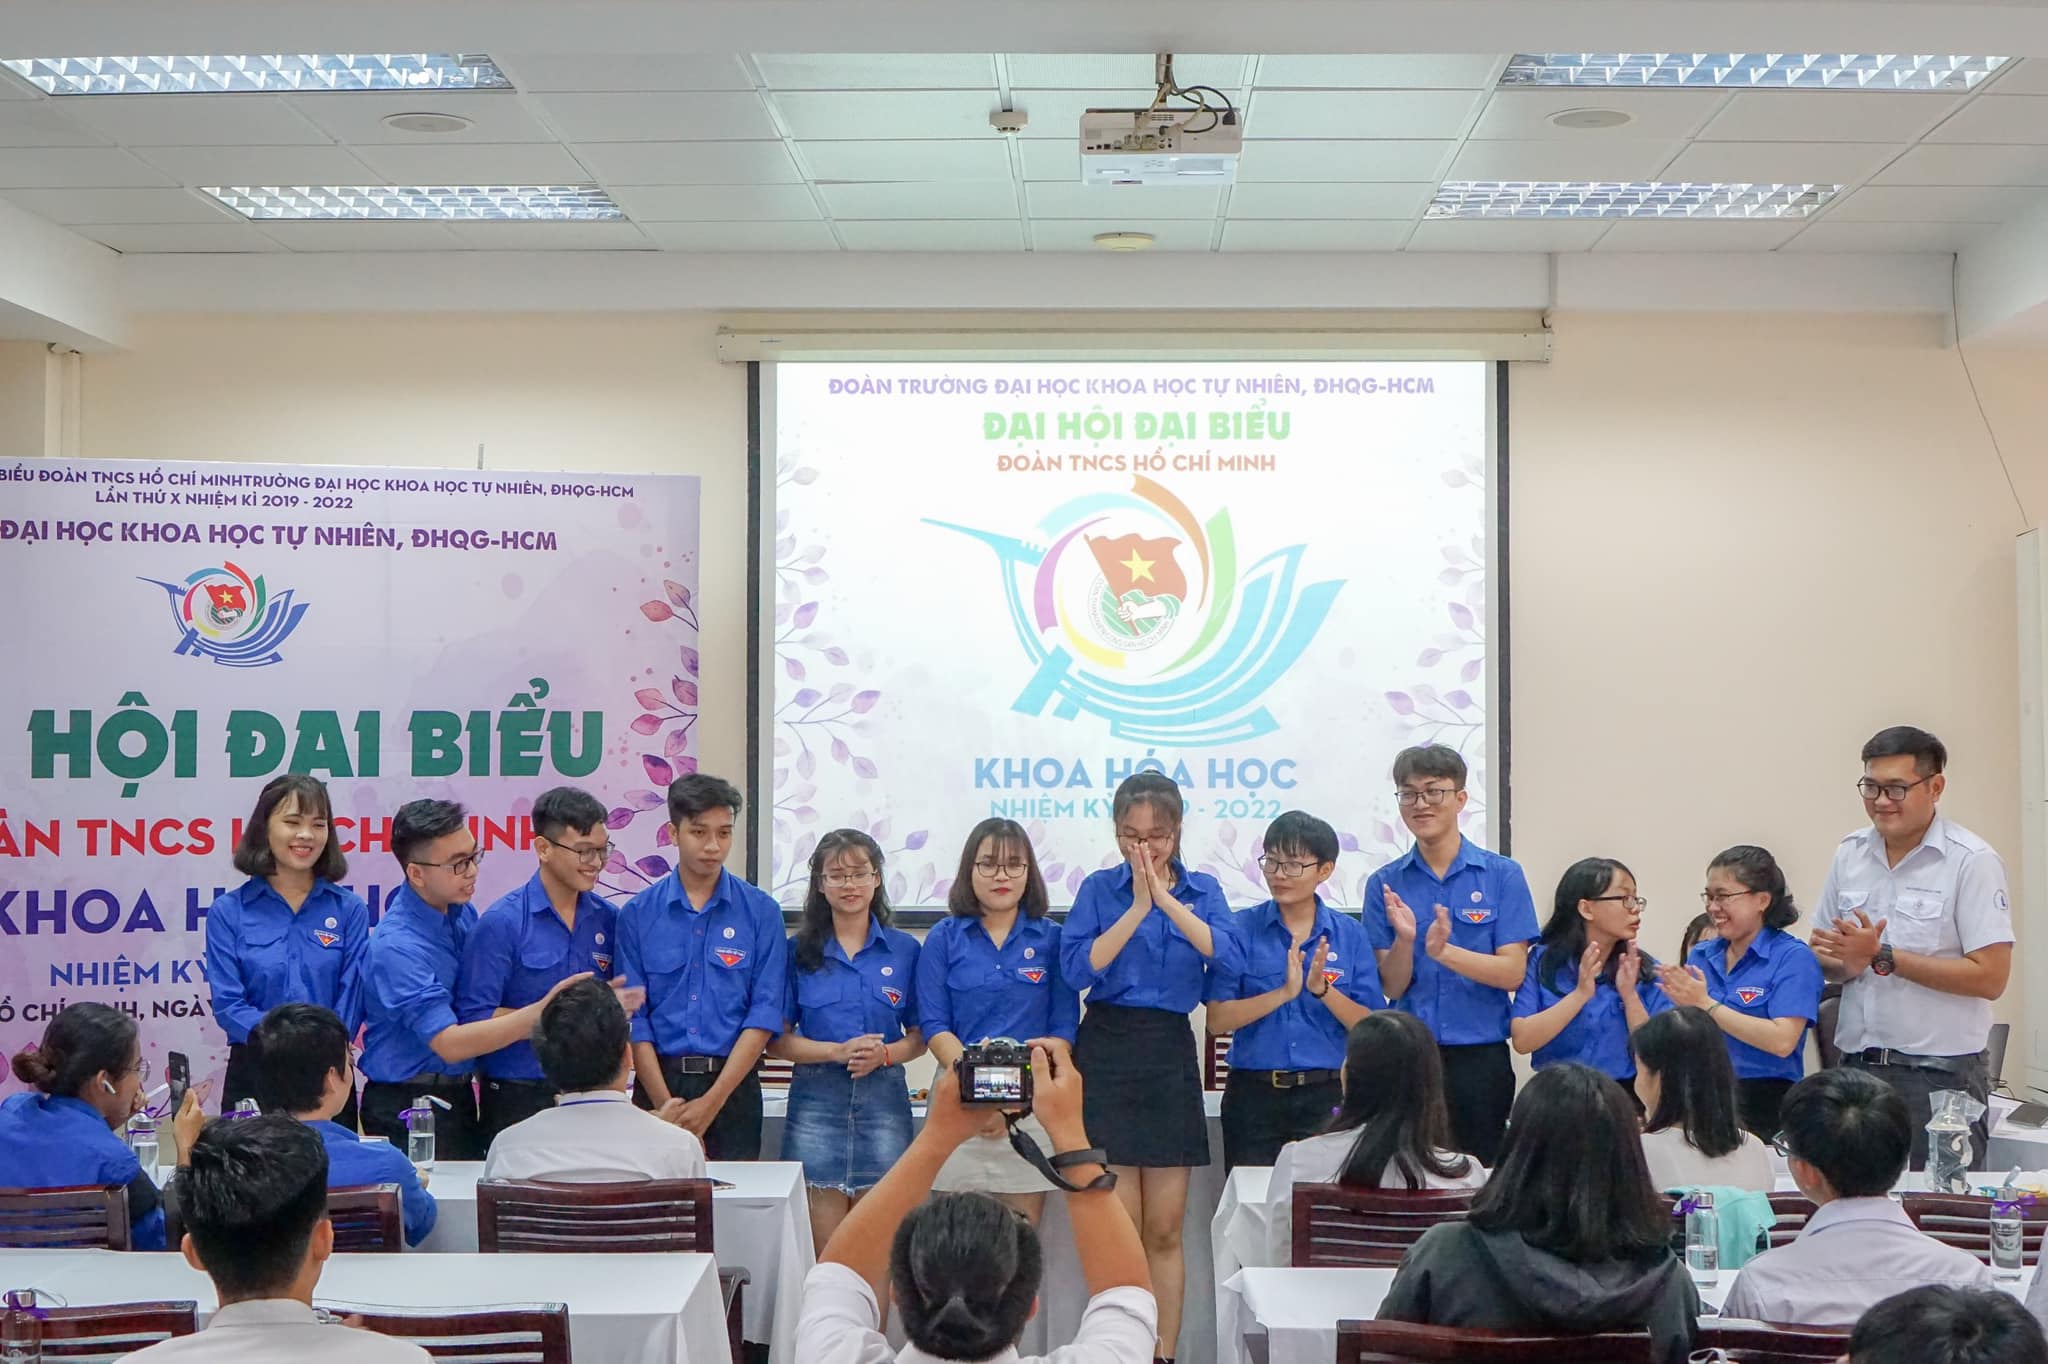 BIỂU ĐOÀN TNCS HỒ CHÍ MINHTRƯỜNG ĐẠI HỌC KHOA HỌC TỰ NHIÊN, ĐHQG-HCM
LẦN THỨ X NHIỆM KÌ 2019 - 2022
ĐẠI HỌC KHOA HỌC TỰ NHIÊN, ĐHQG-HCM
HỘI ĐẠI BIỂU
ÀN TNCS CH
KHOA
NHIỆM KỲ
Ồ CHÍ MINH, NGÀY
ĐOÀN TRƯỜNG ĐẠI HỌC KHOA HỌC TỰ NHIÊN, ĐHQG-HCM
ĐẠI HỘI ĐẠI BIỂU
ĐOÀN TNCS HỒ CHÍ MINH
KHOA HÓA HỌC
NHIỆM KỲ - 2022